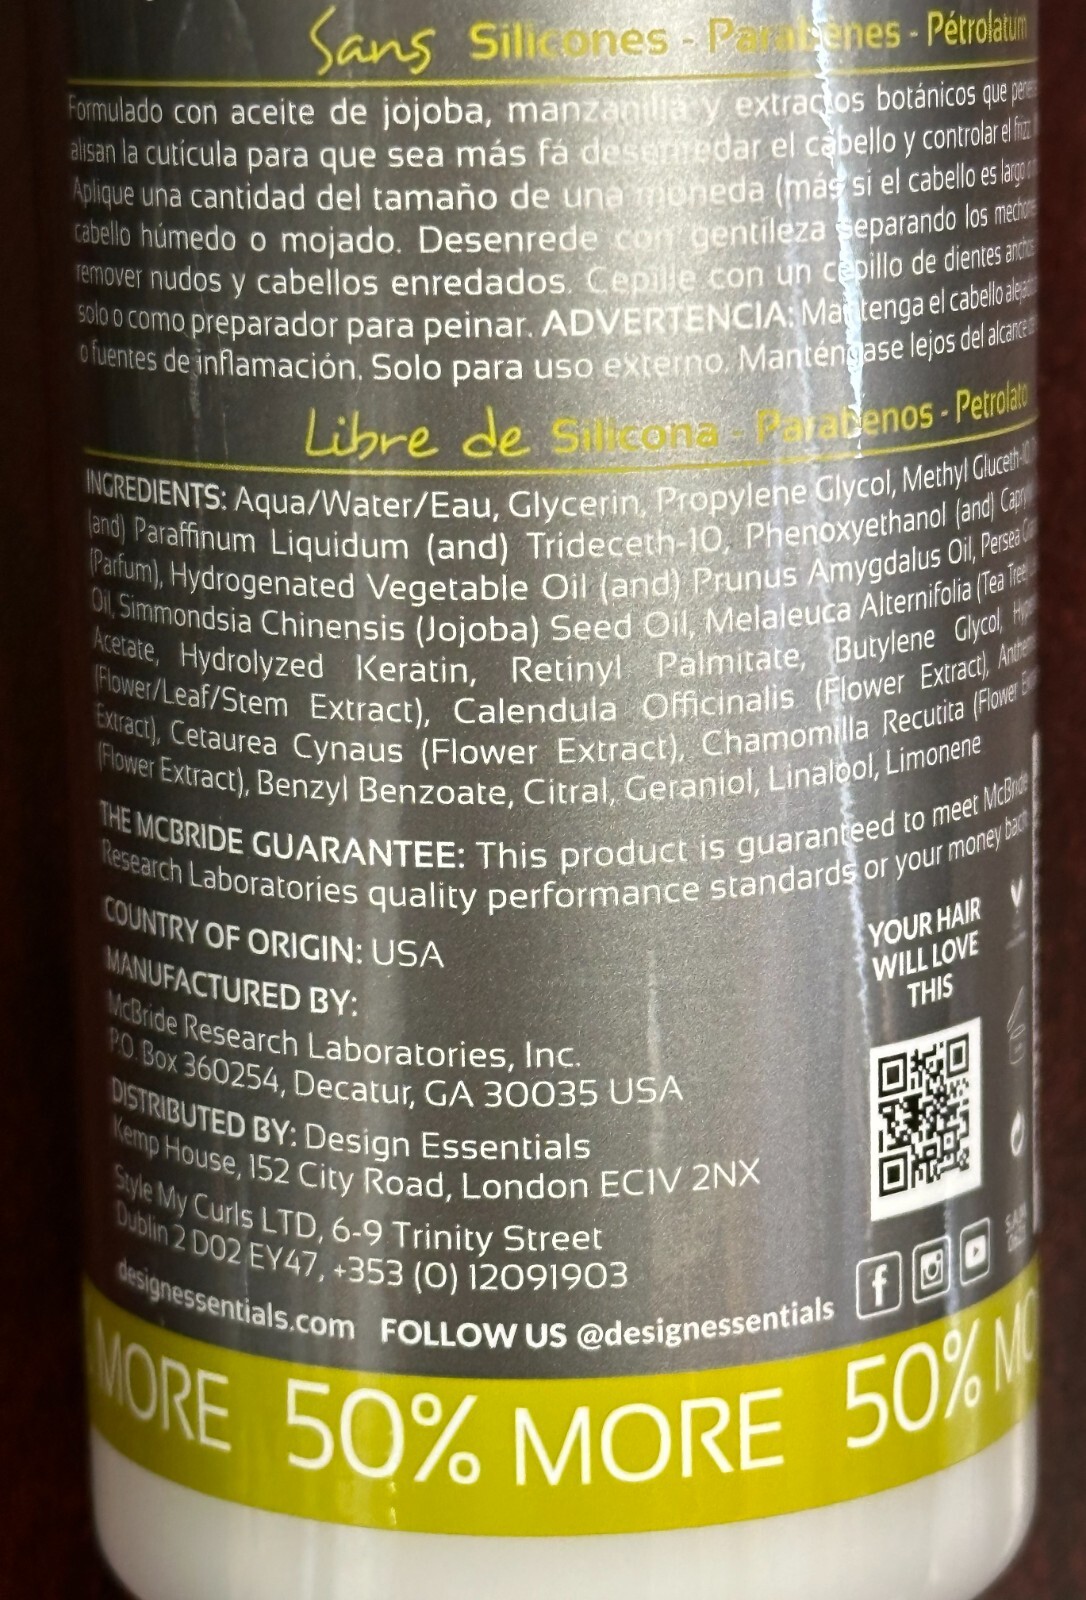 Sans Silicones - Parabènes - Pétrolatum
Formulado con aceite de jojoba, manzanilla y extractos botánicos que
alisan la cutícula para que sea más fá desenredar el cabello y controlar el frizz.
Aplique una cantidad del tamaño de una moneda (más si el cabello es largo
cabello húmedo o mojado. Desenrede con gentileza separando los mechones
remover nudos y cabellos enredados. Cepille con un cepillo de dientes anchos
solo o como preparador para peinar. ADVERTENCIA: Mantenga el cabello
o fuentes de inflamación. Solo para uso externo. Manténgase lejos del alcance
Libre de Silicona - Parabenos - Petrolato
INGREDIENTS: Aqua/Water/Eau, Glycerin, Propylene Glycol, Methyl Gluceth-10,
(and) Paraffinum Liquidum (and) Trideceth-10, Phenoxyethanol (and)
(Parfum), Hydrogenated Vegetable Oil (and) Prunus Amygdalus Oil, Persea
Oil, Simmondsia Chinensis (Jojoba) Seed Oil, Melaleuca Alternifolia (Tea Tree)
Acetate, Hydrolyzed Keratin, Retinyl Palmitate, Butylene Glycol,
(Flower/Leaf/Stem Extract), Calendula Officinalis (Flower Extract),
Extract), Cetaurea Cynaus (Flower Extract), Chamomilla Recutita (Flower
(Flower Extract), Benzyl Benzoate, Citral, Geraniol, Linalool, Limonene
THE MCBRIDE GUARANTEE: This product is guaranteed to meet McBride
Research Laboratories quality performance standards or your money back
COUNTRY OF ORIGIN: USA
MANUFACTURED BY:
McBride Research Laboratories, Inc.
P.O. Box 360254, Decatur, GA 30035 USA
DISTRIBUTED BY: Design Essentials
Kemp House, 152 City Road, London EC1V 2NX
Style My Curls LTD, 6-9 Trinity Street
Dublin 2 D02 EY47, +353 (0) 12091903
designessentials.com FOLLOW US @designessentials
YOUR HAIR
WILL LOVE
THIS
MORE 50% MORE 50%